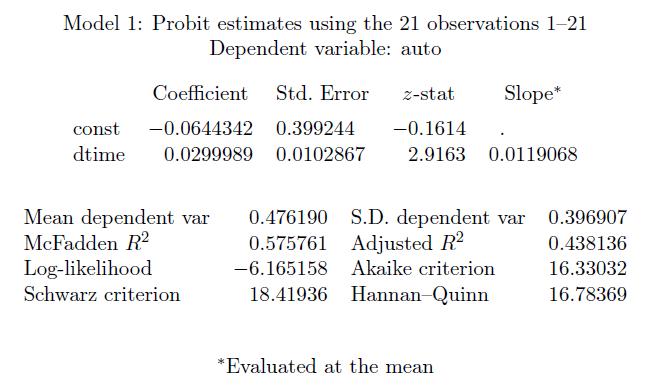 Model 1: Probit estimates using the 21 observations 1–21
Dependent variable: auto
Coefficient Std. Error z-stat Slope*
const −0.0644342 0.399244 −0.1614 .
dtime 0.0299989 0.0102867 2.9163 0.0119068
Mean dependent var 0.476190 S.D. dependent var 0.396907
McFadden R² 0.575761 Adjusted R² 0.438136
Log-likelihood −6.165158 Akaike criterion 16.33032
Schwarz criterion 18.41936 Hannan–Quinn 16.78369
*Evaluated at the mean